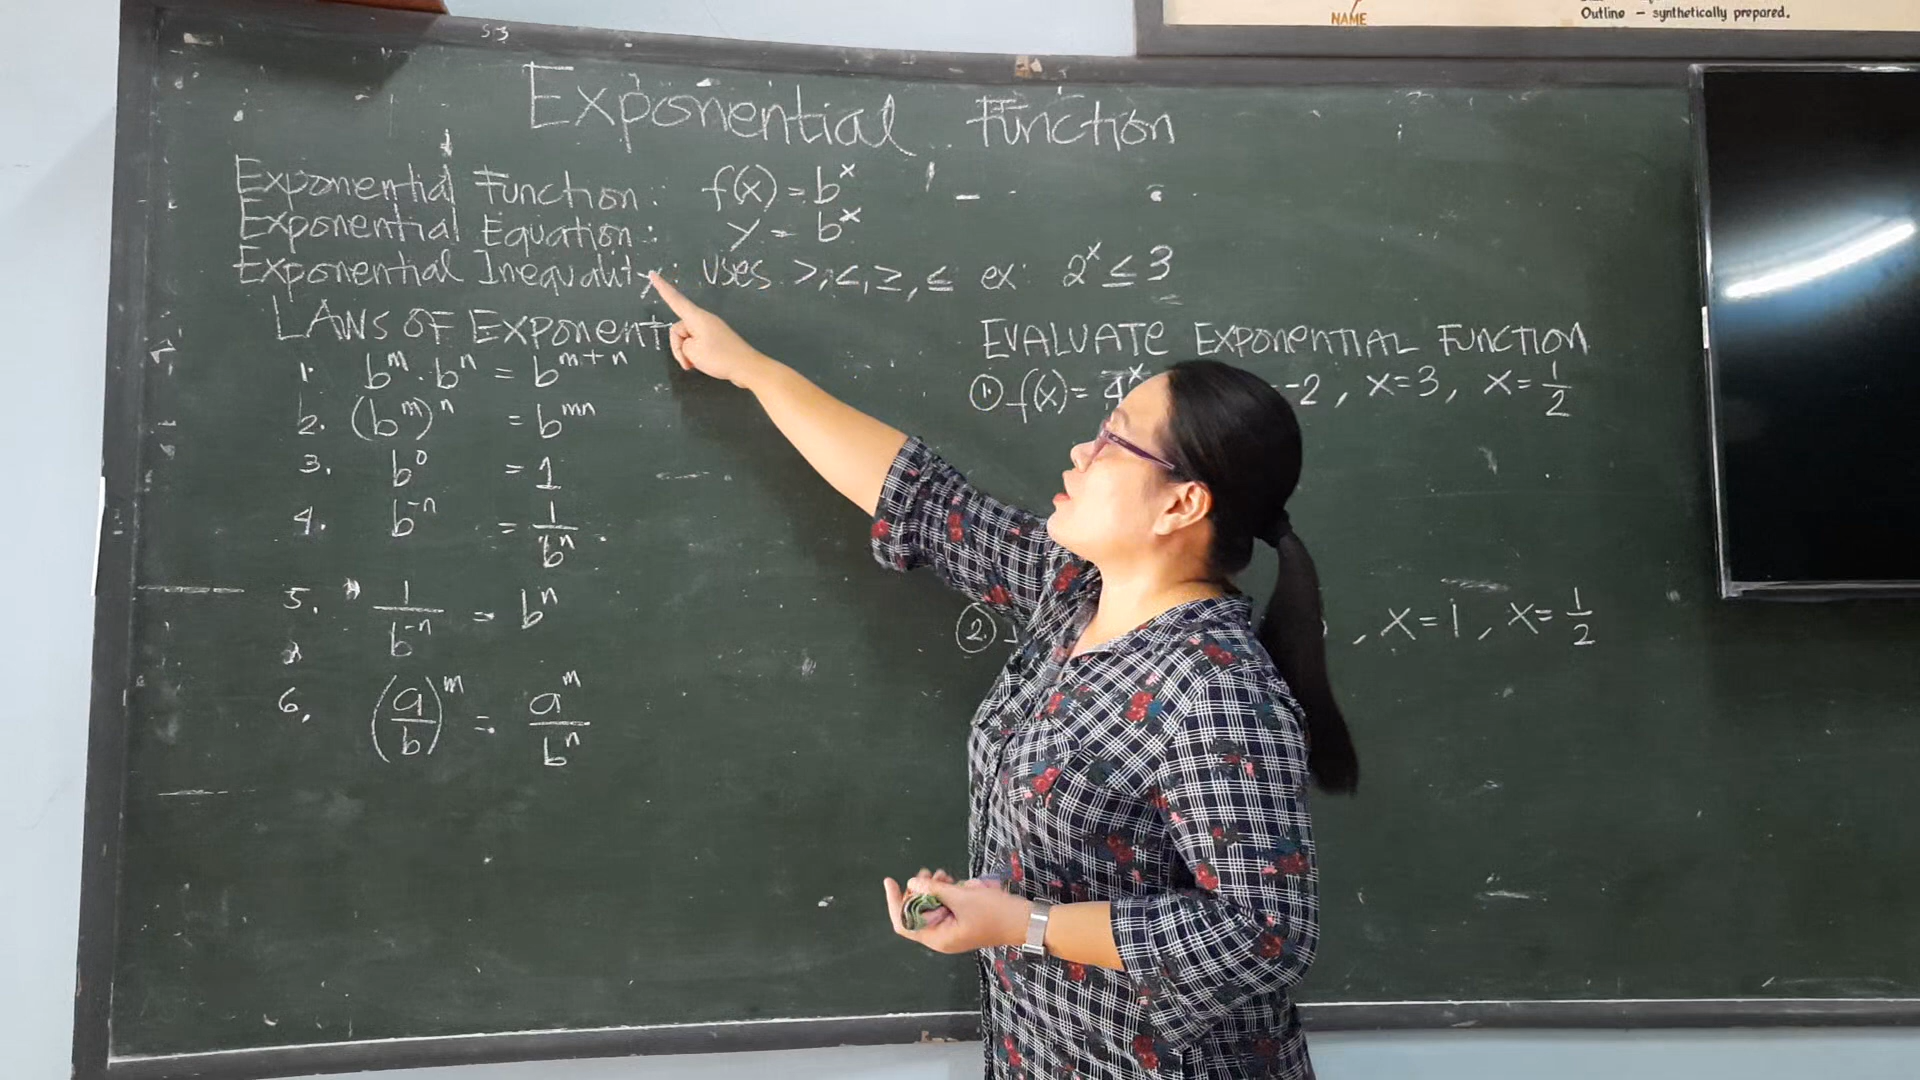 NAME
Outline - synthetically prepared.
Exponential Function
Exponential Function: f(x) = b^x
Exponential Equation: y = b^x
Exponential Inequality: uses >, <, ≥, ≤ ex: 2^x ≤ 3
LAWS OF EXPONENT
1. b^m . b^n = b^(m+n)
2. (b^m)^n = b^(mn)
3. b^0 = 1
4. b^-n = 1/b^n
5. 1/b^-n = b^n
6. (a/b)^m = a^m/b^n
EVALUATE EXPONENTIAL FUNCTION
1. f(x) = 4^x -2, x=3, x=1/2
2. , x=1, x=1/2